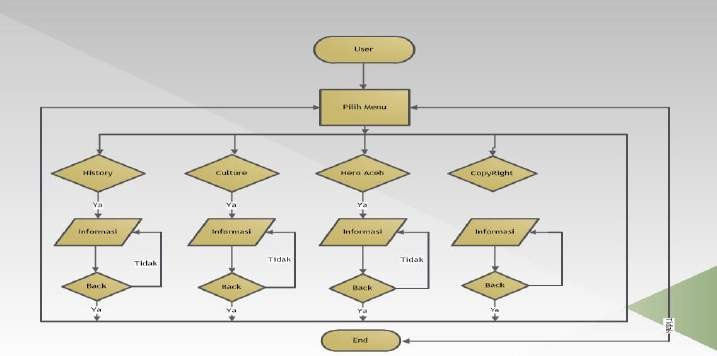 User
Pilih Menu
History
Culture
Hero Aceh
CopyRight
Ya
Ya
Ya
Informasi
Informasi
Informasi
Informasi
Tidak
Tidak
Tidak
Back
Back
Back
Back
Ya
Ya
Ya
Ya
Tidak
End